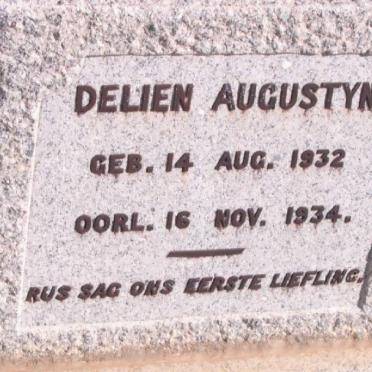 DELIEN AUGUSTYN
GEB. 14 AUG. 1932
OORL. 16 NOV. 1934.
RUS SAG ONS EERSTE LIEFLING.